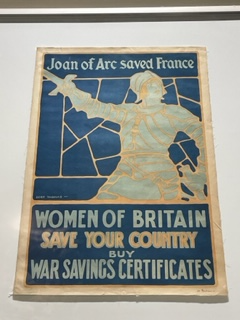 Joan of Arc saved France
WOMEN OF BRITAIN
SAVE YOUR COUNTRY
BUY
WAR SAVINGS CERTIFICATES